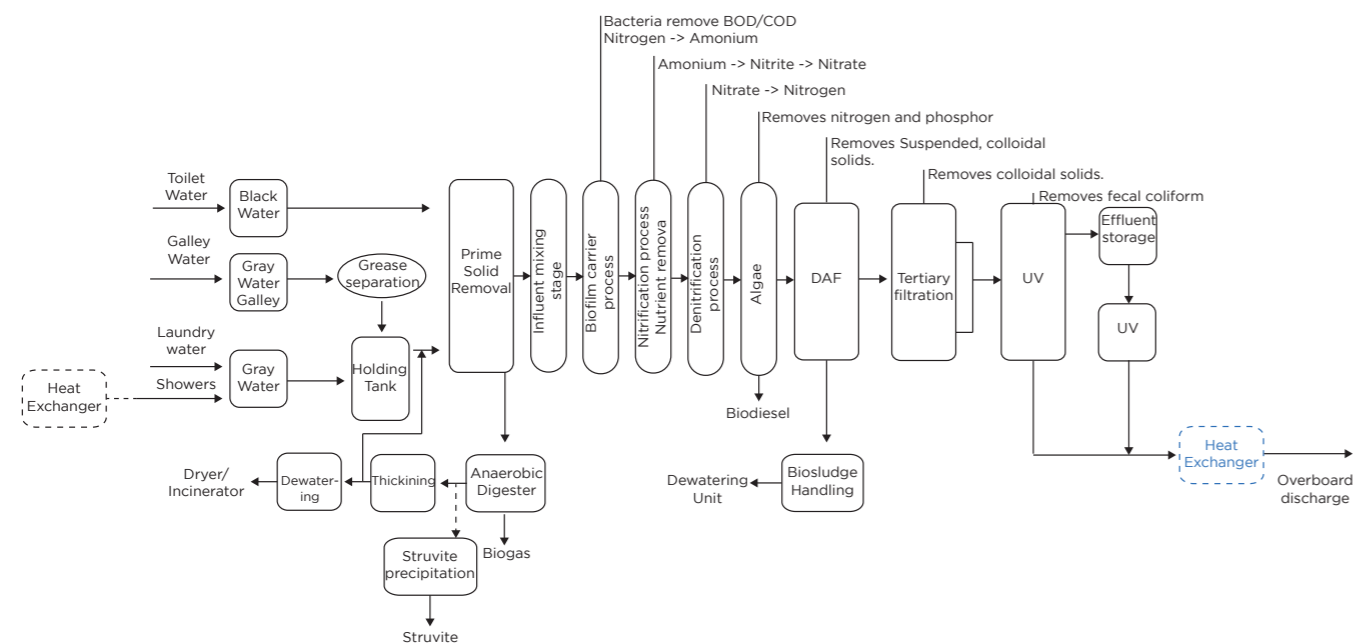 Bacteria remove BOD/COD
Nitrogen -> Amonium
Amonium -> Nitrite -> Nitrate
Nitrate -> Nitrogen
Removes nitrogen and phosphor
Removes Suspended, colloidal
solids.
Removes colloidal solids.
Removes fecal coliform
Toilet
Water
Black
Water
Galley
Water
Gray
Water
Galley
Grease
separation
Laundry
water
Showers
Gray
Water
Holding
Tank
Heat
Exchanger
Prime
Solid
Removal
Influent mixing
stage
Biofilm carrier
process
Nitrification process
Nutrient remova
Denitrification
process
Algae
DAF
Tertiary
filtration
UV
Effluent
storage
UV
Biodiesel
Dryer/
Incinerator
Dewater-
ing
Thickining
Anaerobic
Digester
Dewatering
Unit
Biosludge
Handling
Heat
Exchanger
Overboard
discharge
Struvite
precipitation
Biogas
Struvite